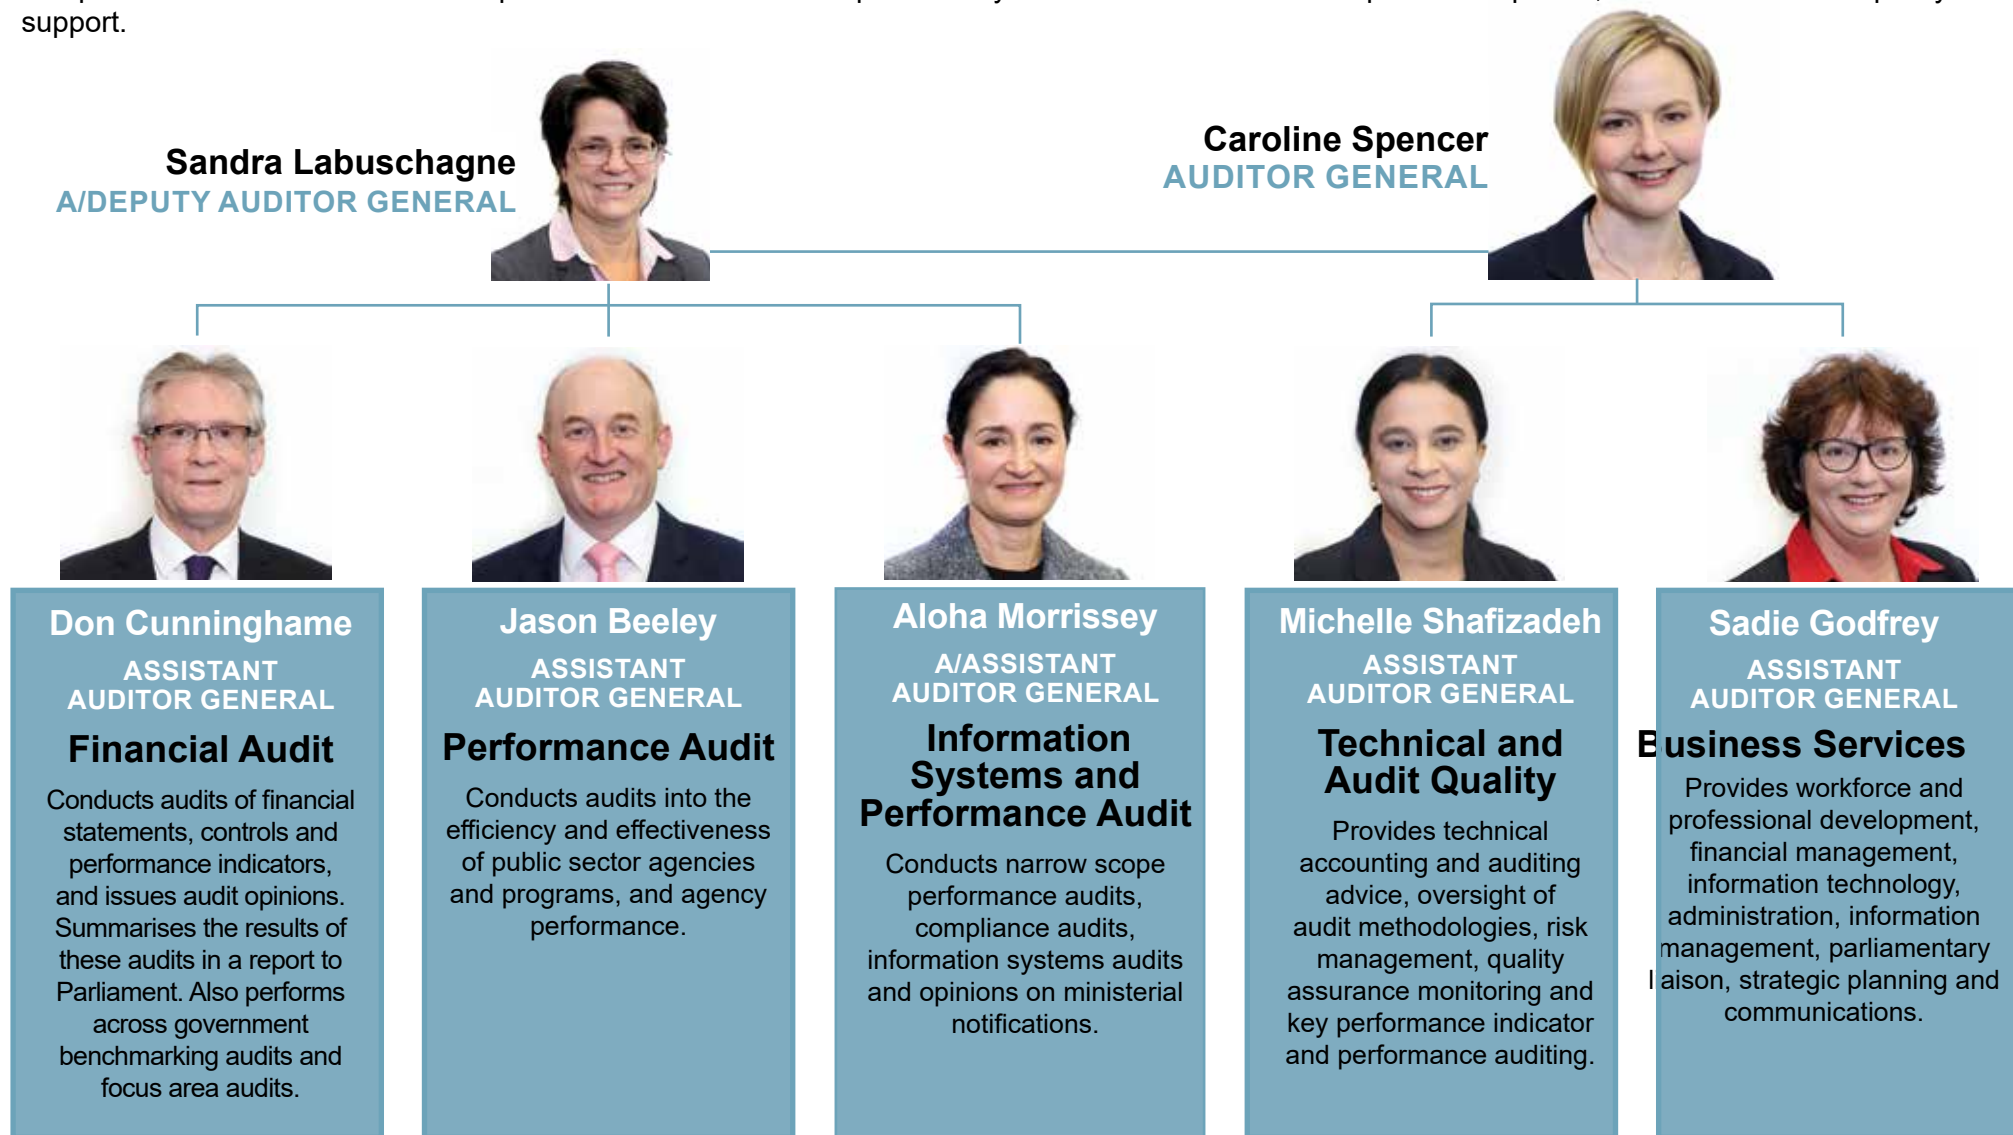 support.
Sandra Labuschagne
A/DEPUTY AUDITOR GENERAL
Caroline Spencer
AUDITOR GENERAL
Don Cunninghame
ASSISTANT
AUDITOR GENERAL
Financial Audit
Conducts audits of financial
statements, controls and
performance indicators,
and issues audit opinions.
Summarises the results of
these audits in a report to
Parliament. Also performs
across government
benchmarking audits and
focus area audits.
Jason Beeley
ASSISTANT
AUDITOR GENERAL
Performance Audit
Conducts audits into the
efficiency and effectiveness
of public sector agencies
and programs, and agency
performance.
Aloha Morrissey
A/ASSISTANT
AUDITOR GENERAL
Information
Systems and
Performance Audit
Conducts narrow scope
performance audits,
compliance audits,
information systems audits
and opinions on ministerial
notifications.
Michelle Shafizadeh
ASSISTANT
AUDITOR GENERAL
Technical and
Audit Quality
Provides technical
accounting and auditing
advice, oversight of
audit methodologies, risk
management, quality
assurance monitoring and
key performance indicator
and performance auditing.
Sadie Godfrey
ASSISTANT
AUDITOR GENERAL
Business Services
Provides workforce and
professional development,
financial management,
information technology,
administration, information
management, parliamentary
liaison, strategic planning and
communications.